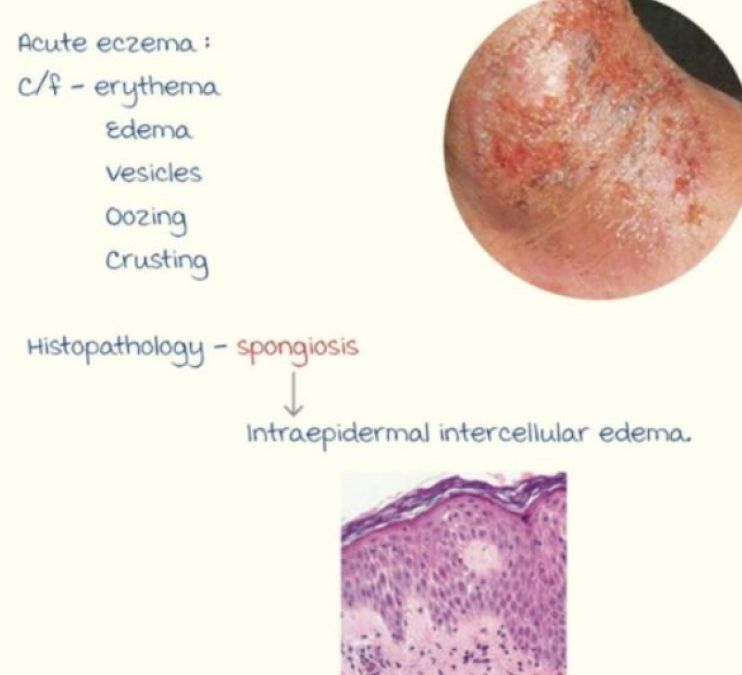 Acute eczema :
c/f - erythema
Edema
Vesicles
Oozing
Crusting
Histopathology - spongiosis
Intraepidermal intercellular edema.